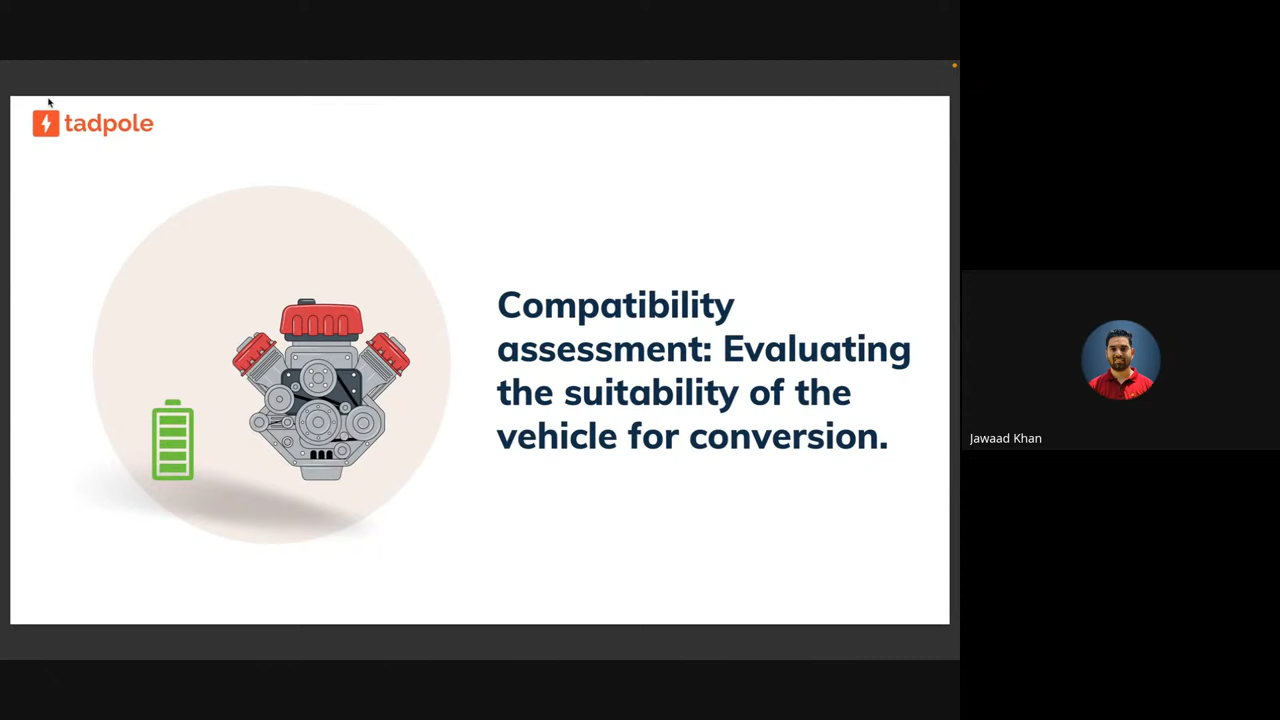 tadpole
Compatibility
assessment: Evaluating
the suitability of the
vehicle for conversion.
Jawaad Khan